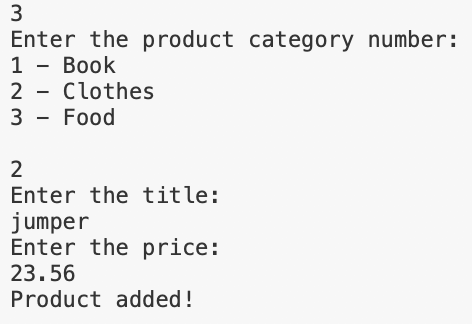 3
Enter the product category number:
1 – Book
2 – Clothes
3 – Food
2
Enter the title:
jumper
Enter the price:
23.56
Product added!